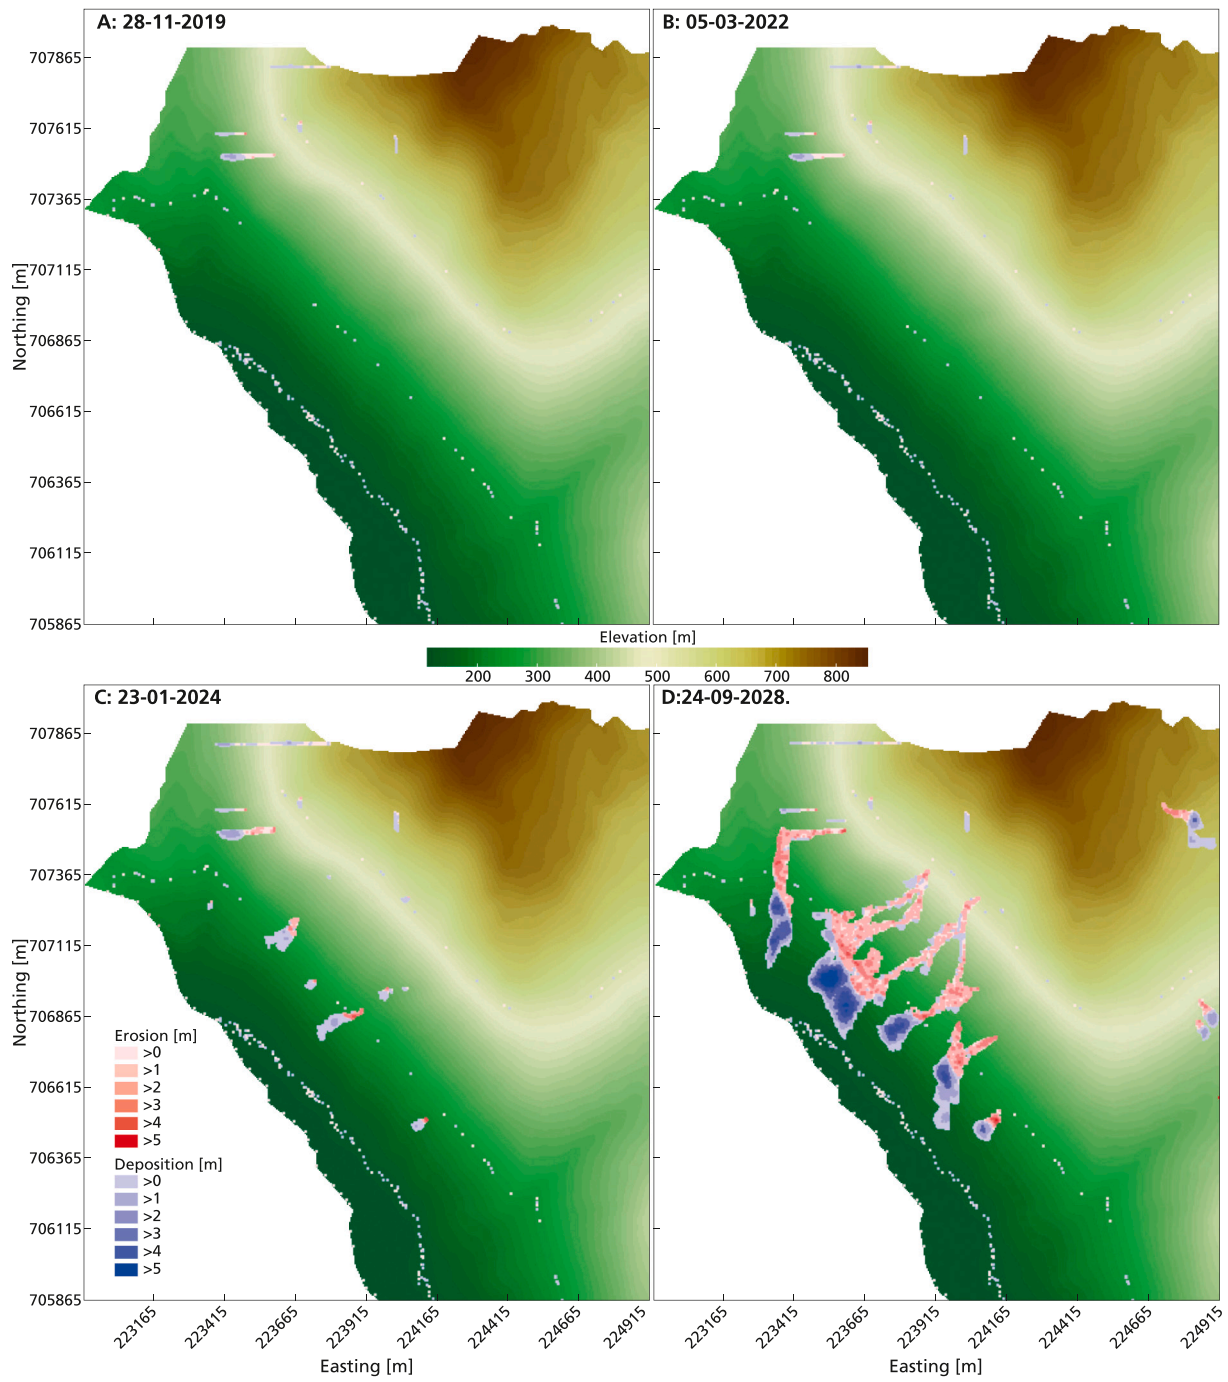 A: 28-11-2019
B: 05-03-2022
707865
707615
707365
707115
706865
706615
706365
706115
705865
Northing [m]
Elevation [m]
200 300 400 500 600 700 800
C: 23-01-2024
D:24-09-2028.
707865
707615
707365
707115
706865
706615
706365
706115
705865
Northing [m]
Erosion [m]
>0
>1
>2
>3
>4
>5
Deposition [m]
>0
>1
>2
>3
>4
>5
223165 223415 223665 223915 224165 224415 224665 224915
223165 223415 223665 223915 224165 224415 224665 224915
Easting [m]
Easting [m]